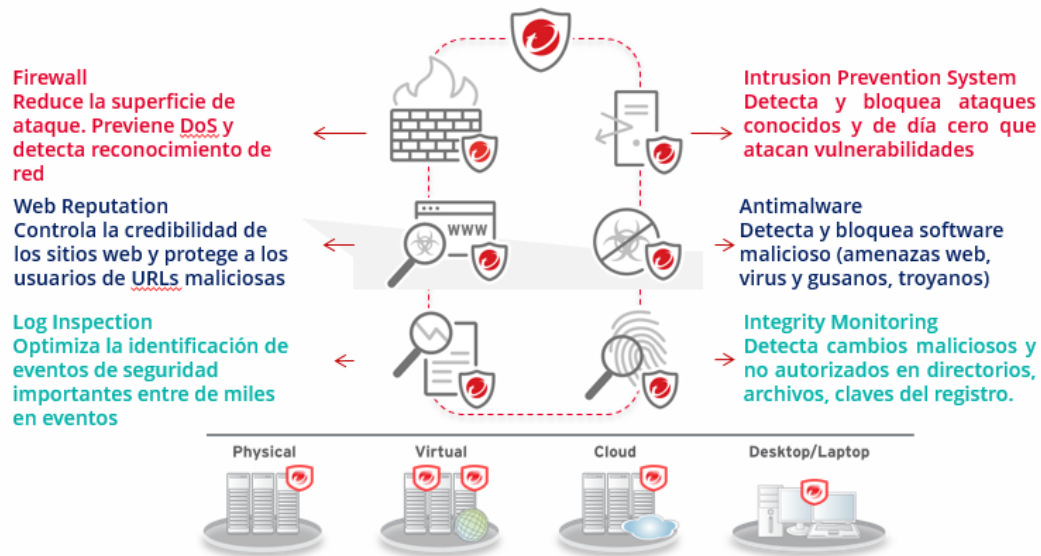 Firewall
Reduce la superficie de
ataque. Previene DoS y
detecta reconocimiento de
red
Intrusion Prevention System
Detecta y bloquea ataques
conocidos y de día cero que
atacan vulnerabilidades
Web Reputation
Controla la credibilidad de
los sitios web y protege a los
usuarios de URLs maliciosas
www
Antimalware
Detecta y bloquea software
malicioso (amenazas web,
virus y gusanos, troyanos)
Log Inspection
Optimiza la identificación de
eventos de seguridad
importantes entre de miles
en eventos
Integrity Monitoring
Detecta cambios maliciosos y
no autorizados en directorios,
archivos, claves del registro.
Physical
Virtual
Cloud
Desktop/Laptop